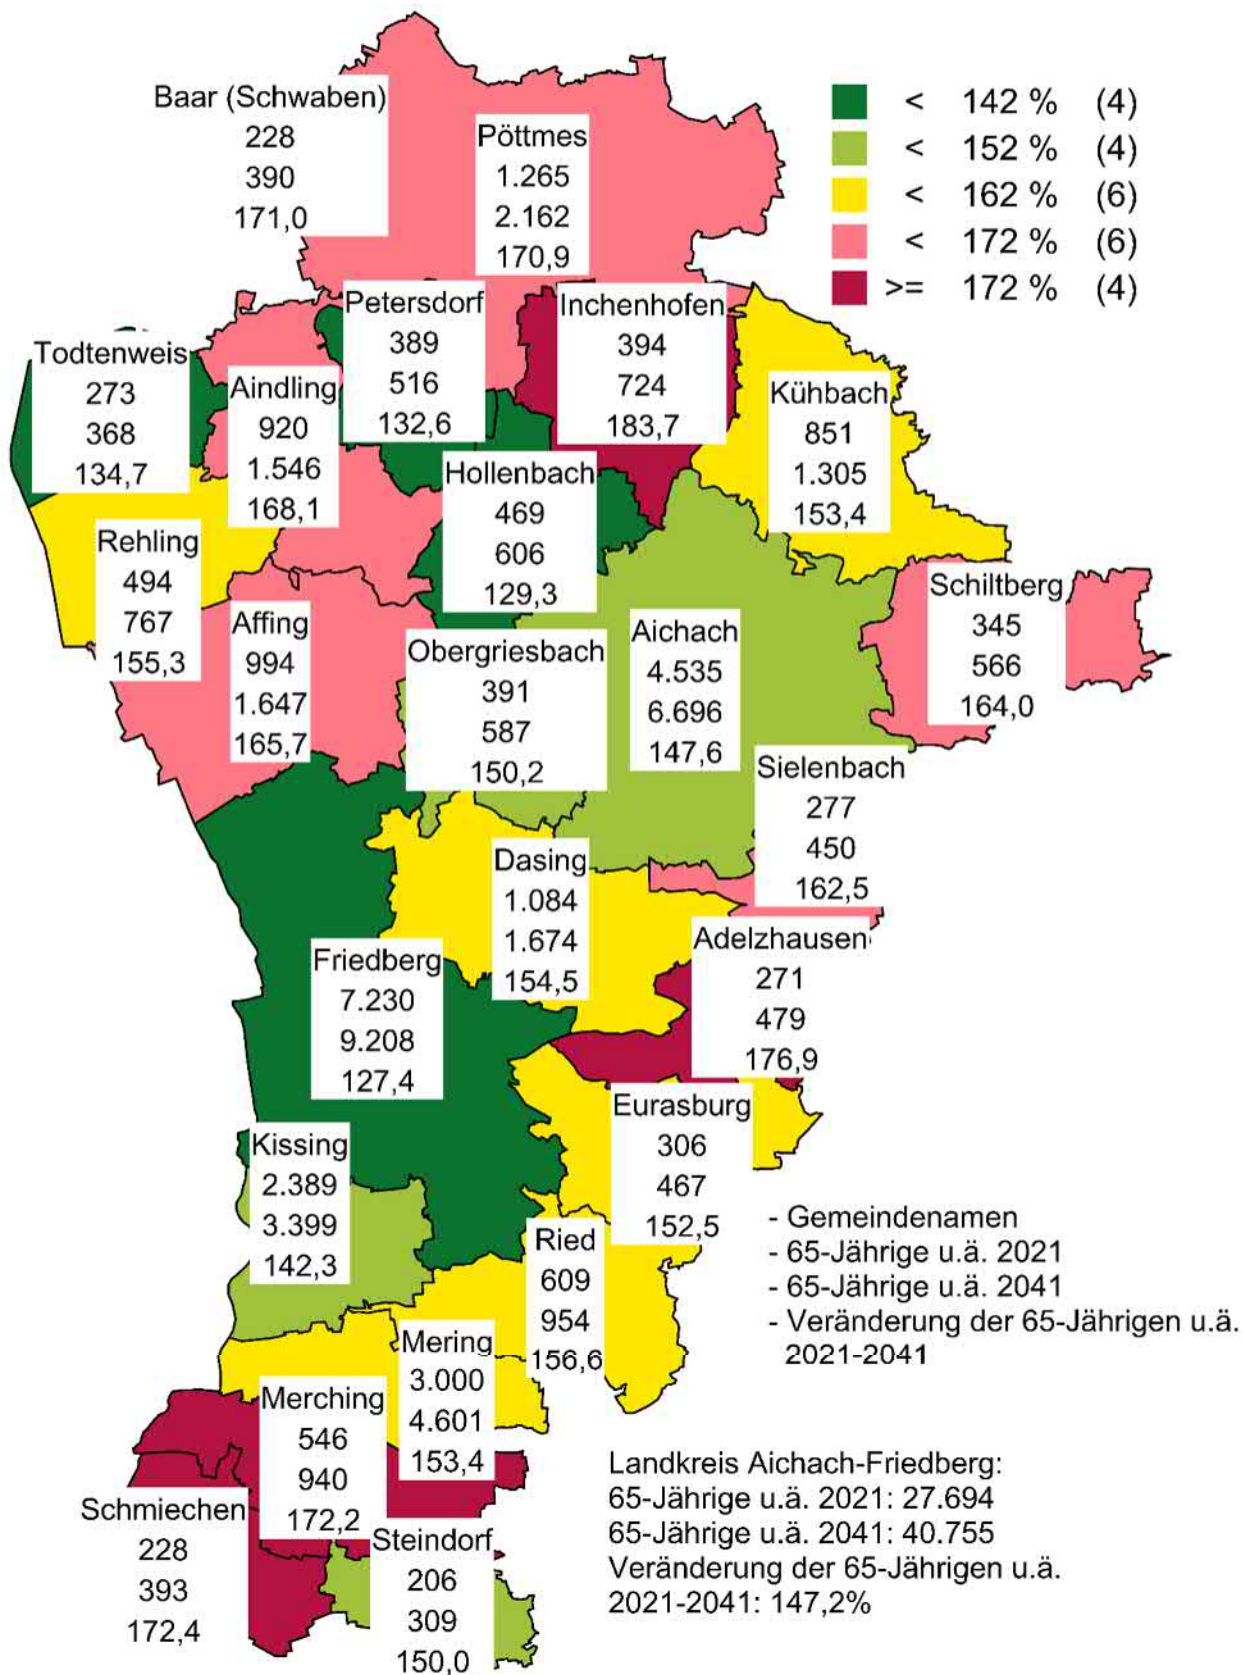 Baar (Schwaben)
228
390
171,0
Pöttmes
1.265
2.162
170,9
< 142 % (4)
< 152 % (4)
< 162 % (6)
< 172 % (6)
>= 172 % (4)
Petersdorf
389
516
132,6
Inchenhofen
394
724
183,7
Todtenweis
273
368
134,7
Aindling
920
1.546
168,1
Kühbach
851
1.305
153,4
Hollenbach
469
606
129,3
Rehling
494
767
155,3
Schiltberg
345
566
164,0
Affing
994
1.647
165,7
Aichach
4.535
6.696
147,6
Obergriesbach
391
587
150,2
Sielenbach
277
450
162,5
Dasing
1.084
1.674
154,5
Adelzhausen
271
479
176,9
Friedberg
7.230
9.208
127,4
Eurasburg
306
467
152,5
Kissing
2.389
3.399
142,3
Ried
609
954
156,6
- Gemeindenamen
- 65-Jährige u.ä. 2021
- 65-Jährige u.ä. 2041
- Veränderung der 65-Jährigen u.ä.
2021-2041
Mering
3.000
4.601
153,4
Merching
546
940
172,2
Schmiechen
228
393
172,4
Steindorf
206
309
150,0
Landkreis Aichach-Friedberg:
65-Jährige u.ä. 2021: 27.694
65-Jährige u.ä. 2041: 40.755
Veränderung der 65-Jährigen u.ä.
2021-2041: 147,2%